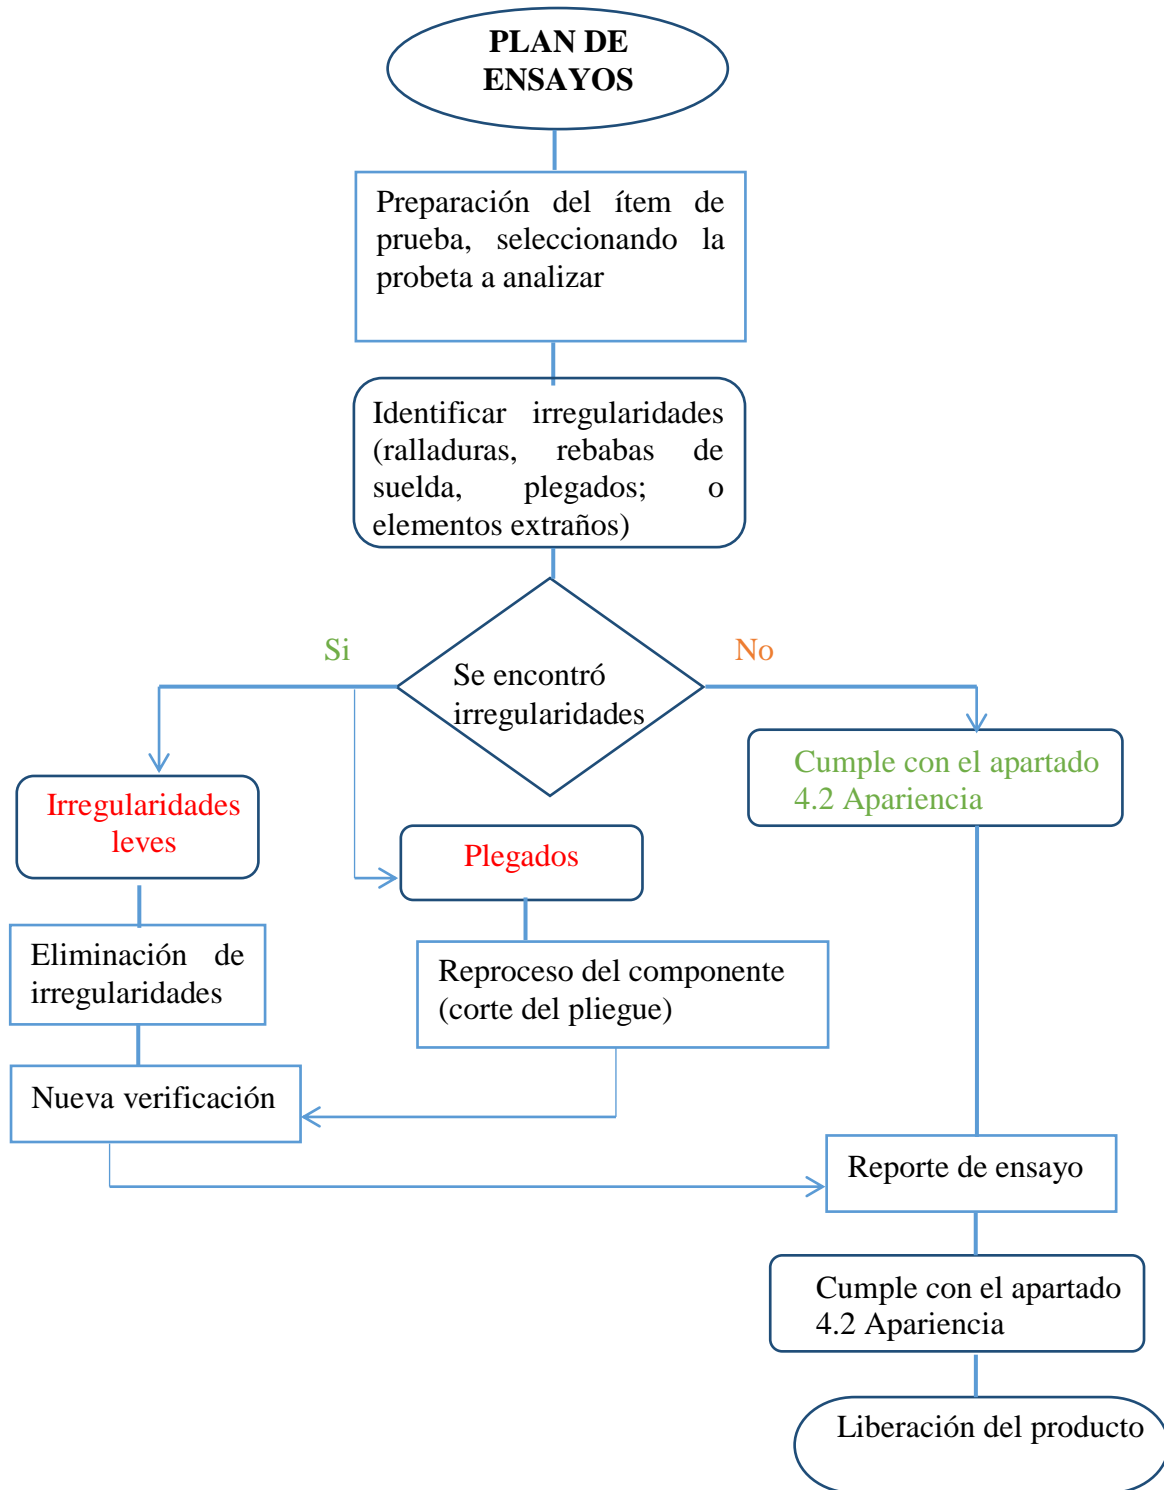 PLAN DE
ENSAYOS
Preparación del ítem de
prueba, seleccionando la
probeta a analizar
Identificar irregularidades
(ralladuras, rebabas de
suelda, plegados; o
elementos extraños)
Si
No
Se encontró
irregularidades
Cumple con el apartado
4.2 Apariencia
Irregularidades
leves
Plegados
Eliminación de
irregularidades
Reproceso del componente
(corte del pliegue)
Nueva verificación
Reporte de ensayo
Cumple con el apartado
4.2 Apariencia
Liberación del producto